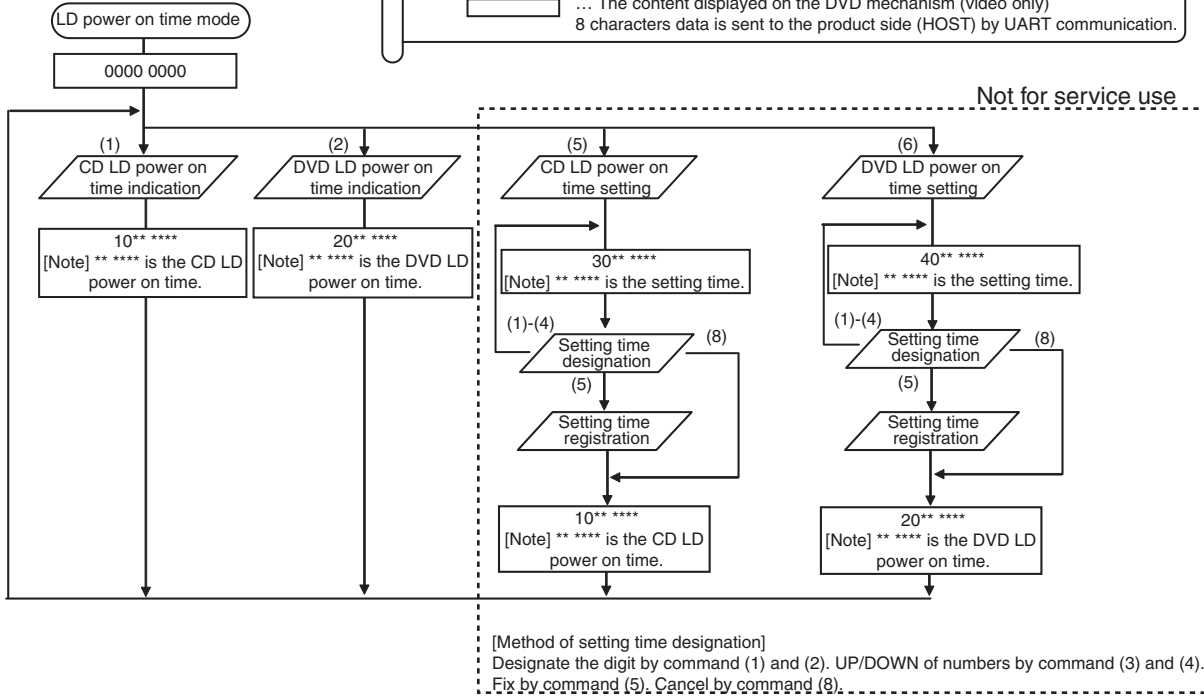 … The content displayed on the DVD mechanism (video only)
8 characters data is sent to the product side (HOST) by UART communication.
LD power on time mode
0000 0000
Not for service use
(1)
CD LD power on
time indication
10** ****
[Note] ** **** is the CD LD
power on time.
(2)
DVD LD power on
time indication
20** ****
[Note] ** **** is the DVD LD
power on time.
(5)
CD LD power on
time setting
30** ****
[Note] ** **** is the setting time.
(1)-(4)
Setting time
designation
(8)
(5)
Setting time
registration
10** ****
[Note] ** **** is the CD LD
power on time.
(6)
DVD LD power on
time setting
40** ****
[Note] ** **** is the setting time.
(1)-(4)
Setting time
designation
(8)
(5)
Setting time
registration
20** ****
[Note] ** **** is the DVD LD
power on time.
[Method of setting time designation]
Designate the digit by command (1) and (2). UP/DOWN of numbers by command (3) and (4).
Fix by command (5). Cancel by command (8).